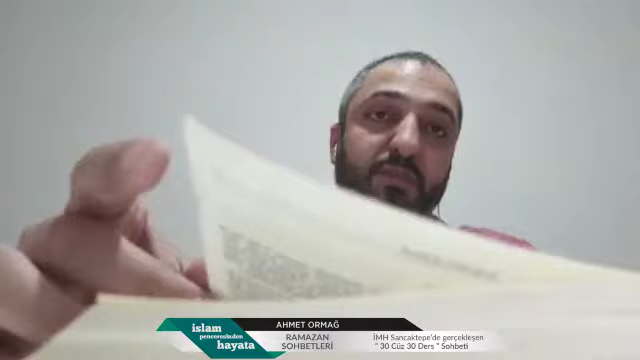 islam
penceresinden
hayata
AHMET ORMAĞ
RAMAZAN
SOHBETLERİ
İMH Sancaktepe'de gerçekleşen
" 30 Cüz 30 Ders " Sohbeti